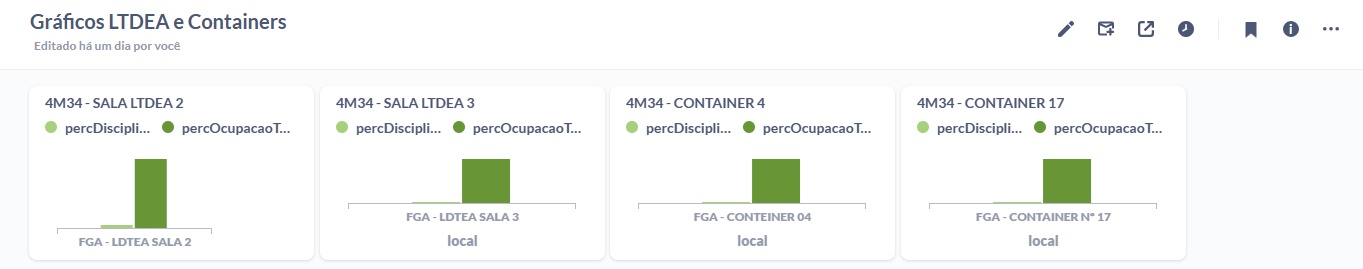 Gráficos LTDEA e Containers
Editado há um dia por você
4M34 - SALA LTDEA 2
percDiscipli... percOcupacaoT...
FGA - LDTEA SALA 2
4M34 - SALA LTDEA 3
percDiscipli... percOcupacaoT...
FGA - LDTEA SALA 3
local
4M34 - CONTAINER 4
percDiscipli... percOcupacaoT...
FGA - CONTEINER 04
local
4M34 - CONTAINER 17
percDiscipli... percOcupacaoT...
FGA - CONTAINER Nº 17
local